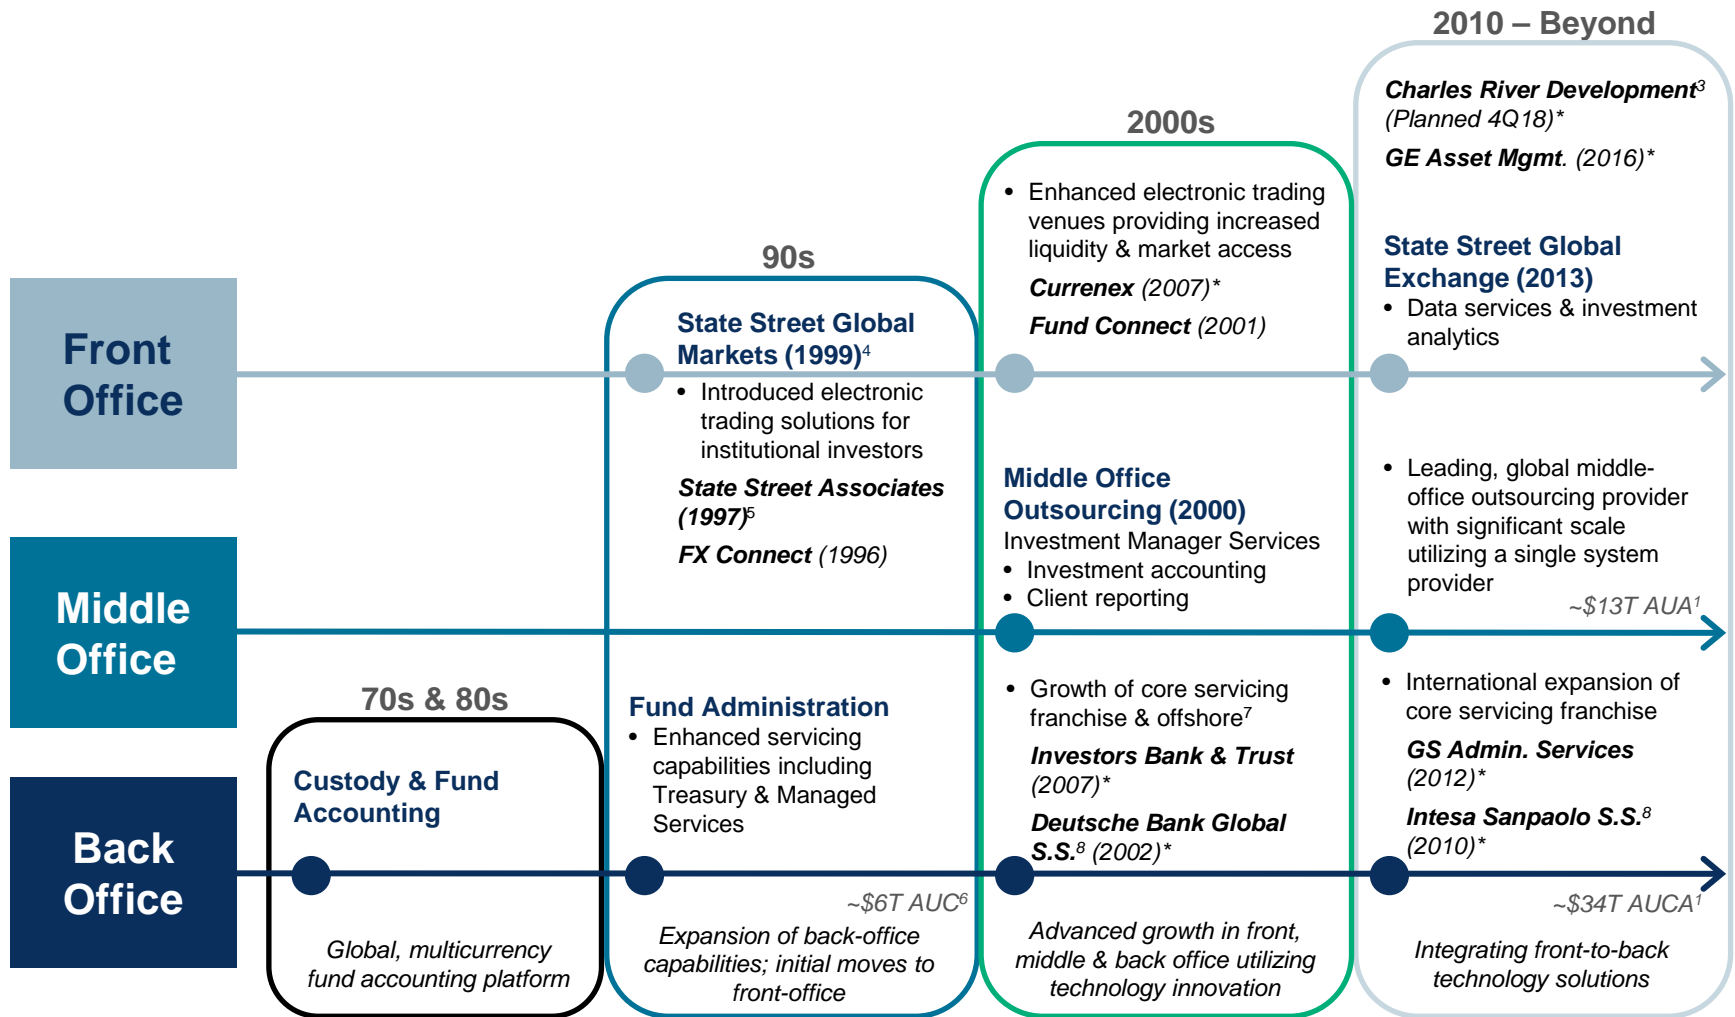 Front
Office
Middle
Office
Back
Office
70s & 80s
Custody & Fund
Accounting
Global, multicurrency
fund accounting platform
90s
State Street Global
Markets (1999)4
• Introduced electronic
trading solutions for
institutional investors
State Street Associates
(1997)5
FX Connect (1996)
Fund Administration
• Enhanced servicing
capabilities including
Treasury & Managed
Services
~$6T AUC6
Expansion of back-office
capabilities; initial moves to
front-office
2000s
• Enhanced electronic trading
venues providing increased
liquidity & market access
Currenex (2007)*
Fund Connect (2001)
Middle Office
Outsourcing (2000)
Investment Manager Services
• Investment accounting
• Client reporting
• Growth of core servicing
franchise & offshore7
Investors Bank & Trust
(2007)*
Deutsche Bank Global
S.S.8 (2002)*
Advanced growth in front,
middle & back office utilizing
technology innovation
2010 – Beyond
Charles River Development3
(Planned 4Q18)*
GE Asset Mgmt. (2016)*
State Street Global
Exchange (2013)
• Data services & investment
analytics
• Leading, global middle-
office outsourcing provider
with significant scale
utilizing a single system
provider
~$13T AUA1
• International expansion of
core servicing franchise
GS Admin. Services
(2012)*
Intesa Sanpaolo S.S.8
(2010)*
~$34T AUCA1
Integrating front-to-back
technology solutions